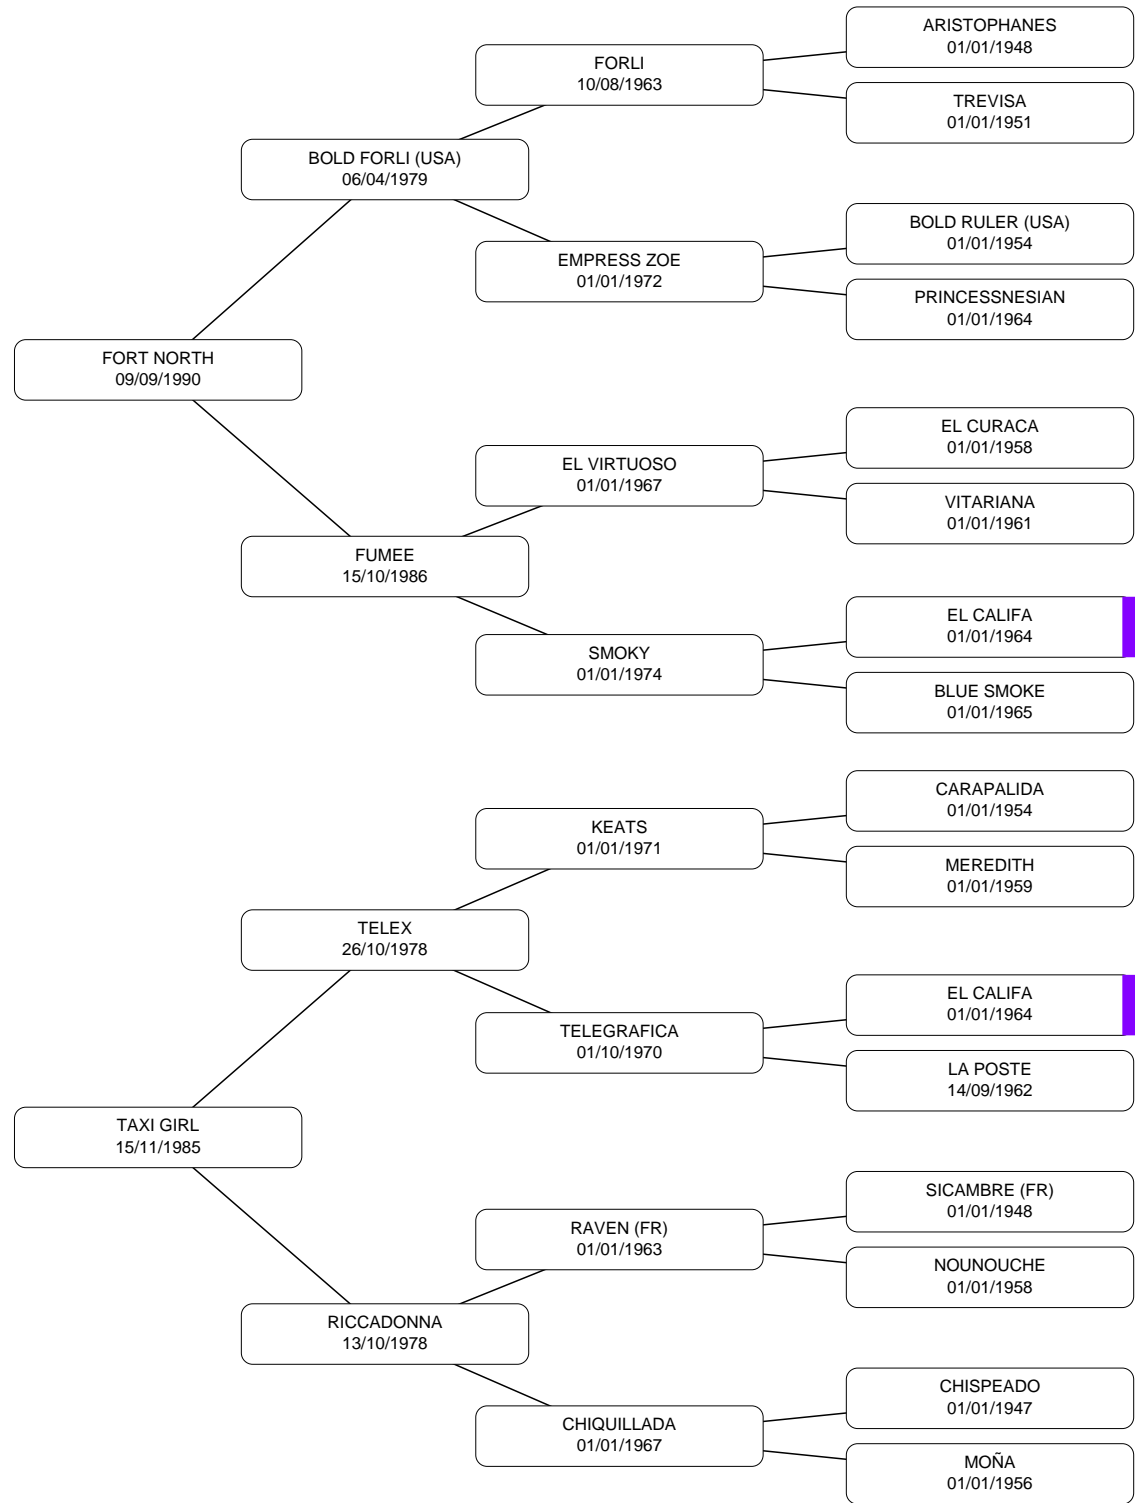 ARISTOPHANES
01/01/1948
FORLI
10/08/1963
TREVISA
01/01/1951
BOLD FORLI (USA)
06/04/1979
BOLD RULER (USA)
01/01/1954
EMPRESS ZOE
01/01/1972
PRINCESSNESIAN
01/01/1964
FORT NORTH
09/09/1990
EL CURACA
01/01/1958
EL VIRTUOSO
01/01/1967
VITARIANA
01/01/1961
FUMEE
15/10/1986
EL CALIFA
01/01/1964
SMOKY
01/01/1974
BLUE SMOKE
01/01/1965
CARAPALIDA
01/01/1954
KEATS
01/01/1971
MEREDITH
01/01/1959
TELEX
26/10/1978
EL CALIFA
01/01/1964
TELEGRAFICA
01/10/1970
LA POSTE
14/09/1962
TAXI GIRL
15/11/1985
SICAMBRE (FR)
01/01/1948
RAVEN (FR)
01/01/1963
NOUNOUCHE
01/01/1958
RICCADONNA
13/10/1978
CHISPEADO
01/01/1947
CHIQUILLADA
01/01/1967
MOÑA
01/01/1956